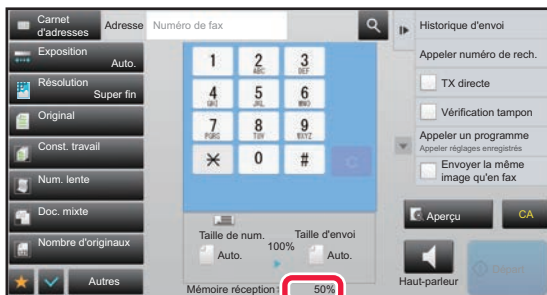 Carnet
d'adresses
Adresse
Numéro de fax
Historique d'envoi
Exposition
Auto.
Appeler numéro de rech.
Résolution
Super fin
TX directe
Original
Vérification tampon
Const. travail
Appeler un programme
Appeler réglages enregistrés
Num. lente
Envoyer la même
image qu'en fax
Doc. mixte
Nombre d'originaux
Autres
1
2
ABC
3
DEF
4
GHI
5
JKL
6
MNO
7
PQRS
8
TUV
9
WXYZ
0
#
C
Taille de num.
100%
Taille d'envoi
Auto.
Auto.
Mémoire réception:
50%
Aperçu
CA
Haut-parleur
Départ